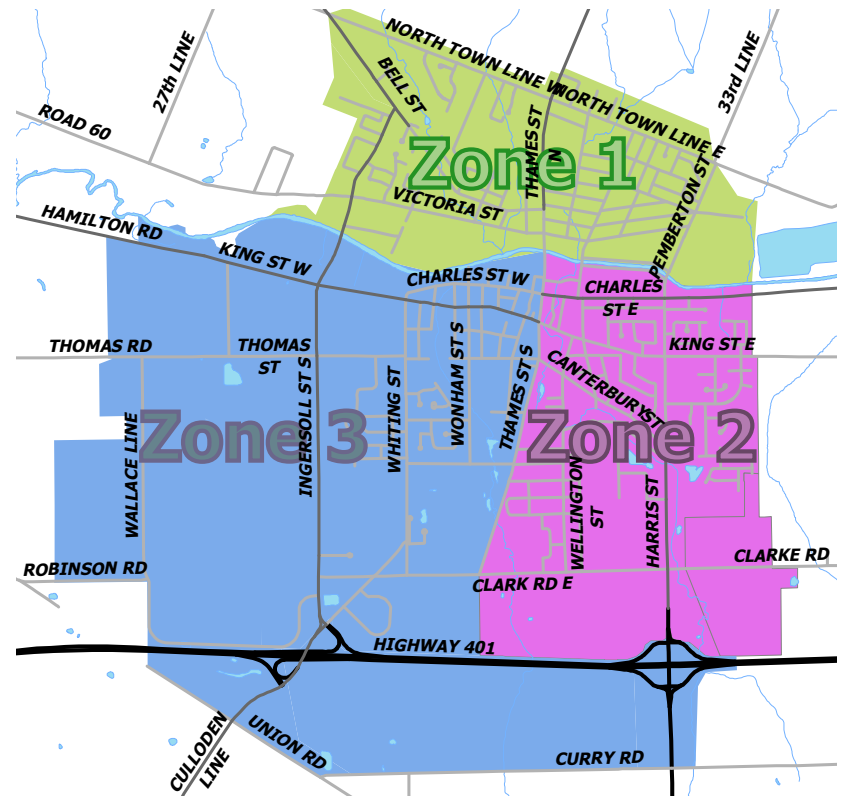 NORTH TOWN LINE W
NORTH TOWN LINE E
27th LINE
33rd LINE
BELL ST
ROAD 60
Zone 1
THAMES ST
N
PEMBERTON ST
VICTORIA ST
HAMILTON RD
KING ST W
CHARLES ST W
CHARLES
ST E
THOMAS RD
THOMAS
ST
KING ST E
INGERSOLL ST S
WHITING ST
WONHAM ST S
THAMES ST S
CANTERBURY ST
Zone 3
Zone 2
WALLACE LINE
WELLINGTON
ST
HARRIS ST
ROBINSON RD
CLARK RD E
CLARKE RD
HIGHWAY 401
CULLODEN
LINE
UNION RD
CURRY RD